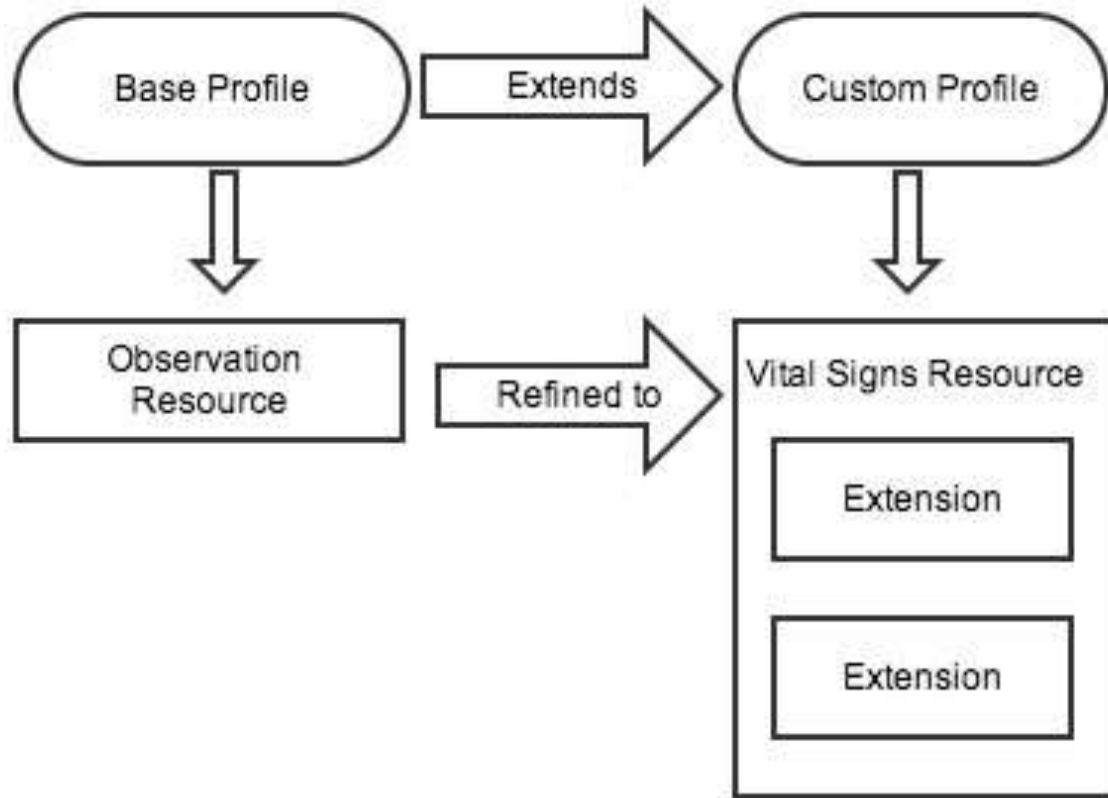 Base Profile
Extends
Custom Profile
Observation
Resource
Refined to
Vital Signs Resource
Extension
Extension